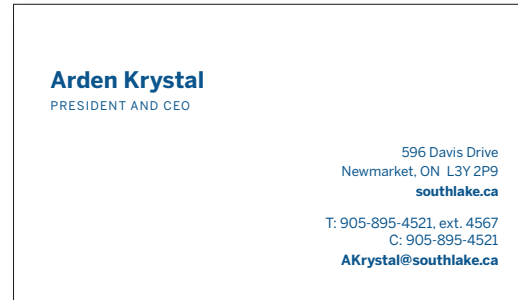 Arden Krystal
PRESIDENT AND CEO
596 Davis Drive
Newmarket, ON  L3Y 2P9
southlake.ca
T: 905-895-4521, ext. 4567
C: 905-895-4521
AKrystal@southlake.ca